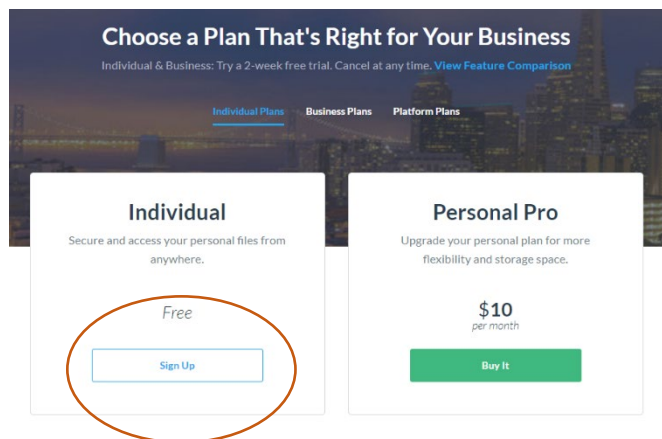 Choose a Plan That's Right for Your Business
Individual & Business: Try a 2-week free trial. Cancel at any time. View Feature Comparison
Individual Plans Business Plans Platform Plans
Individual
Secure and access your personal files from
anywhere.
Free
Sign Up
Personal Pro
Upgrade your personal plan for more
flexibility and storage space.
$10
per month
Buy It